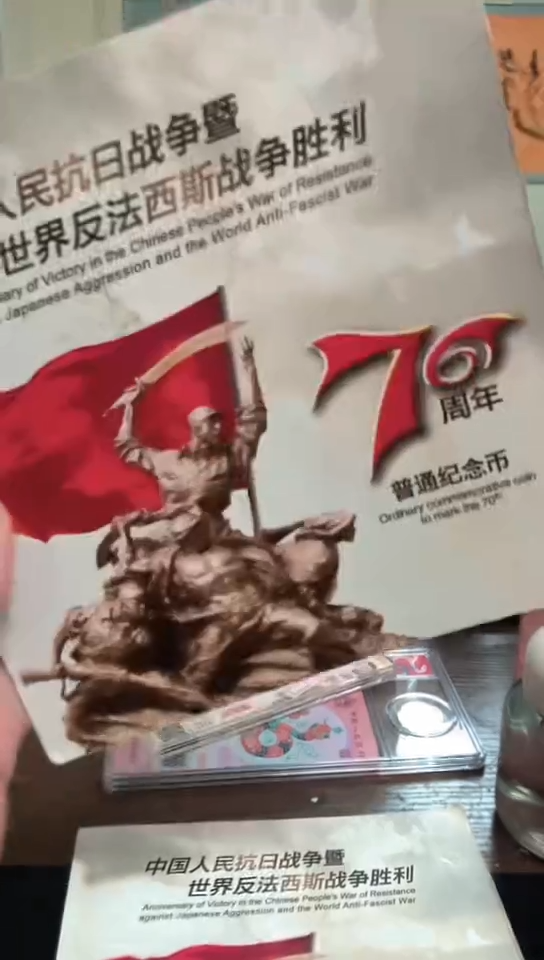 人民抗日战争暨
世界反法西斯战争胜利
ary of Victory in the Chinese People's War of Resistance
Japanese Aggression and the World Anti-Fascist War
70
周年
普通纪念币
Ordinary commemorative coin
to mark the 70th
中国人民抗日战争暨
世界反法西斯战争胜利
Anniversary of Victory in the Chinese People's War of Resistance
against Japanese Aggression and the World Anti-Fascist War